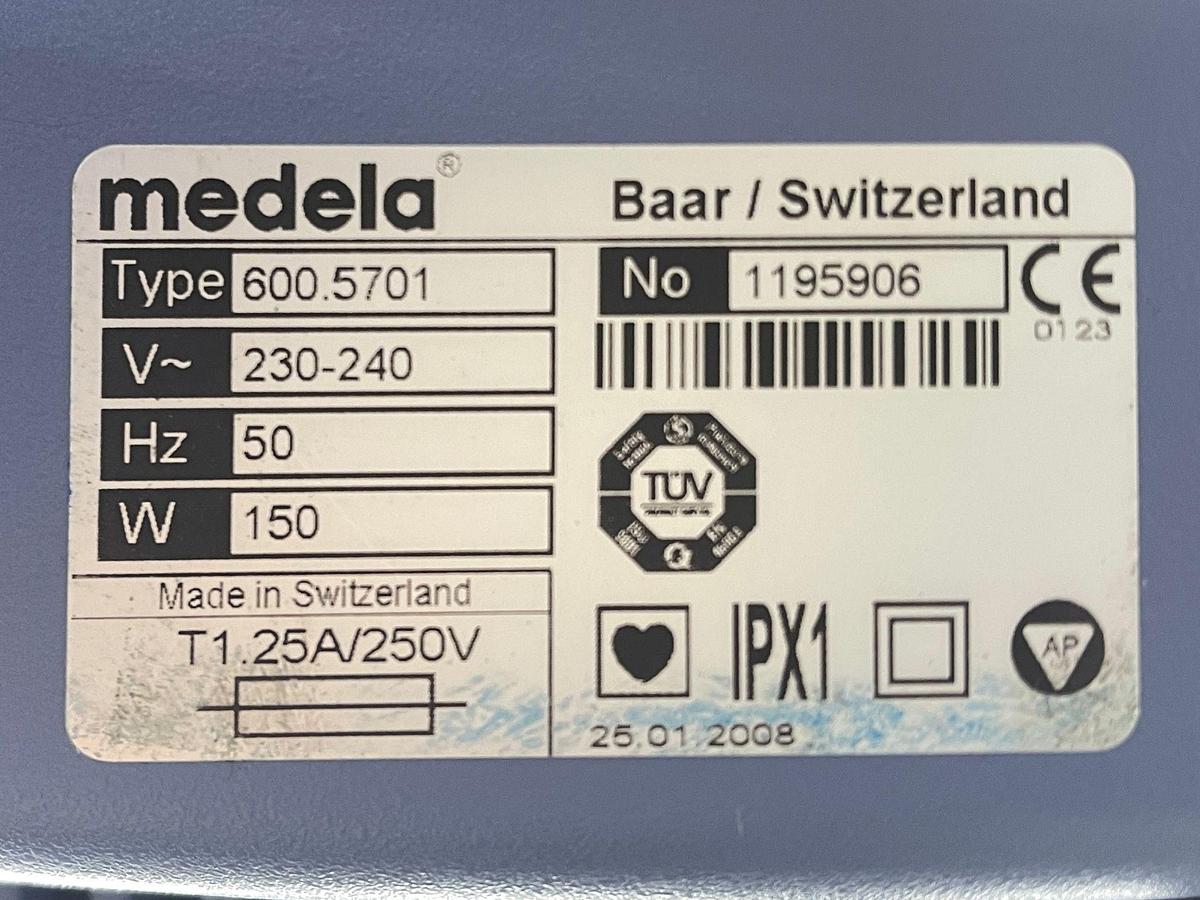 medela®
Baar / Switzerland
Type 600.5701
No 1195906
CE
0123
V~ 230-240
Hz 50
W 150
TÜV
Made in Switzerland
T1.25A/250V
IPX1
AP
25.01.2008